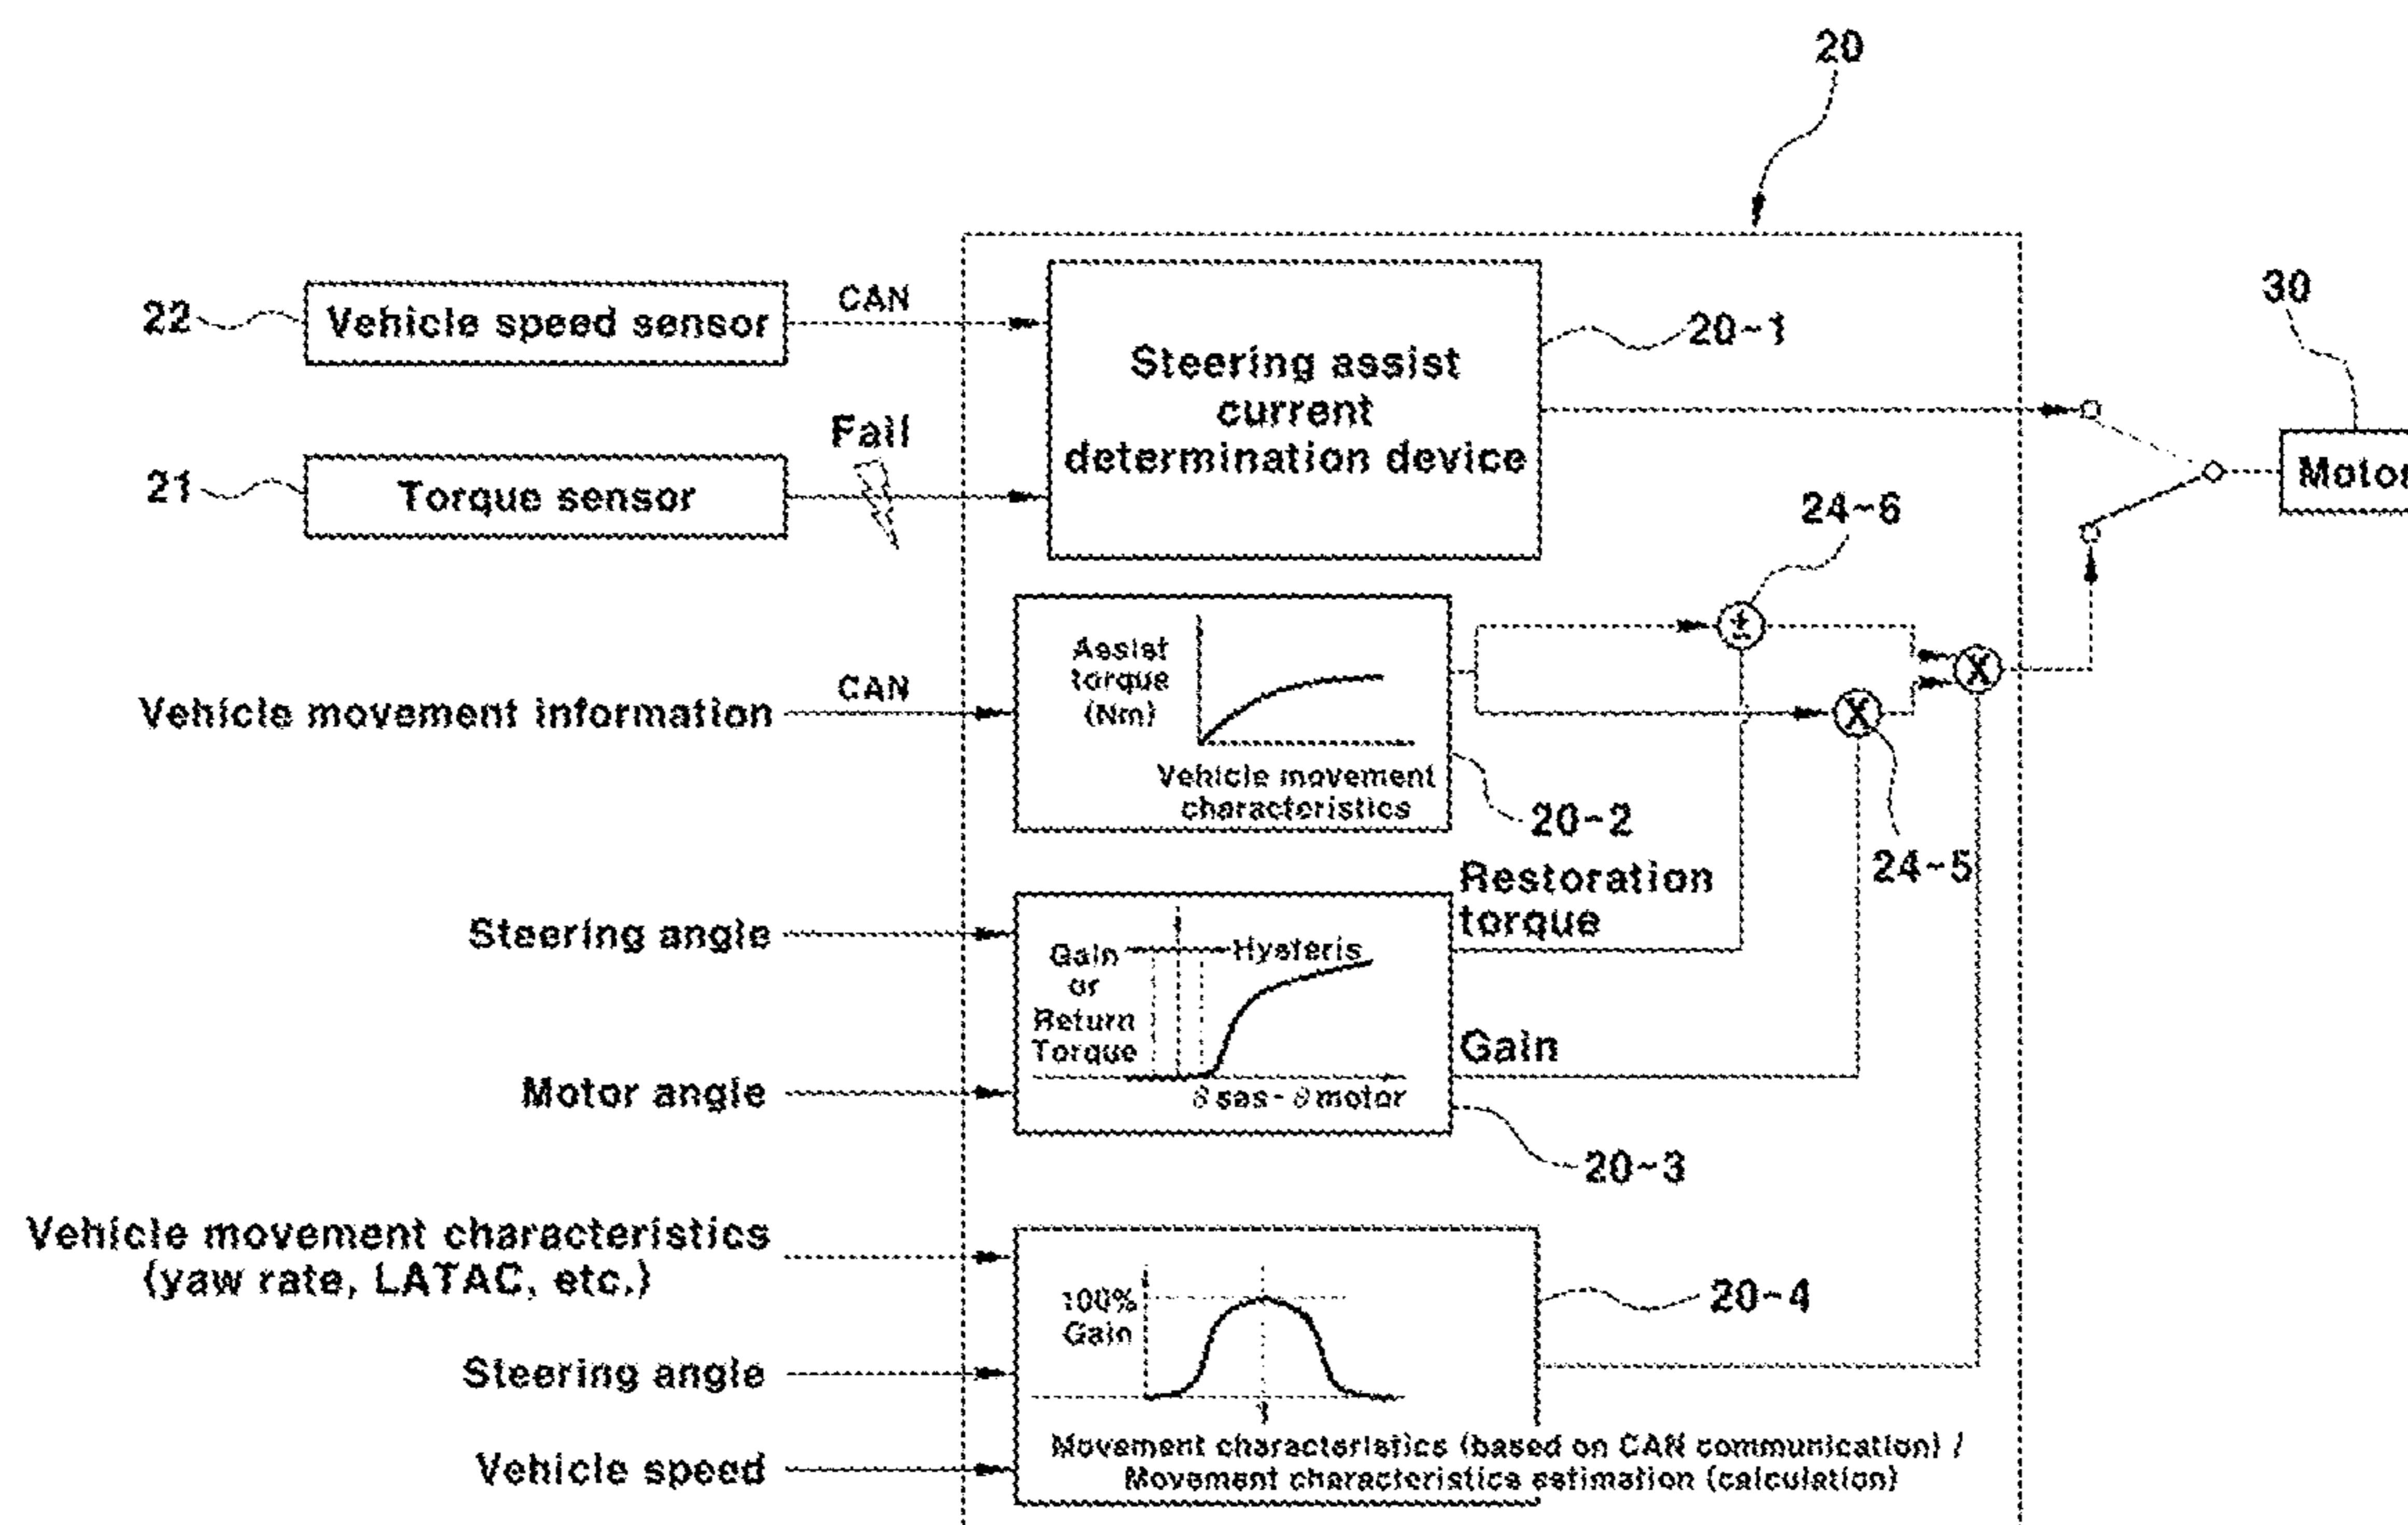 20
22
Vehicle speed sensor
CAN
20~1
30
Steering assist
current
determination device
Fail
21
Torque sensor
Motor
24~6
Assist
torque
(Nm)
±
X
X
Vehicle movement information
CAN
Vehicle movement
characteristics
20~2
24~5
Restoration
torque
Steering angle
Gain
or
Return
Torque
Hysteris
Gain
Motor angle
θsas - θmotor
20~3
Vehicle movement characteristics
(yaw rate, LATAC, etc.)
100%
Gain
20~4
Steering angle
Movement characteristics (based on CAN communication) /
Movement characteristics estimation (calculation)
Vehicle speed